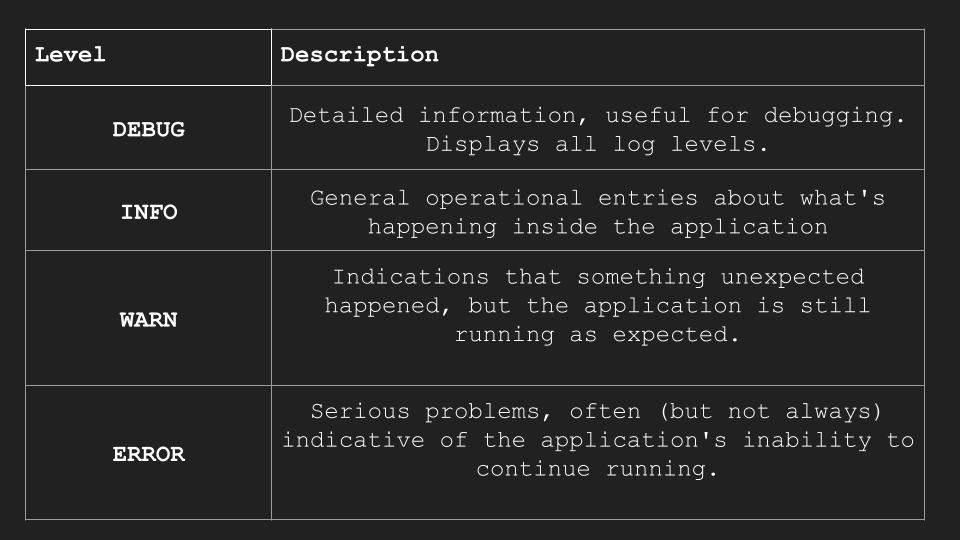 Level
Description
DEBUG
Detailed information, useful for debugging.
Displays all log levels.
INFO
General operational entries about what's
happening inside the application
WARN
Indications that something unexpected
happened, but the application is still
running as expected.
ERROR
Serious problems, often (but not always)
indicative of the application's inability to
continue running.